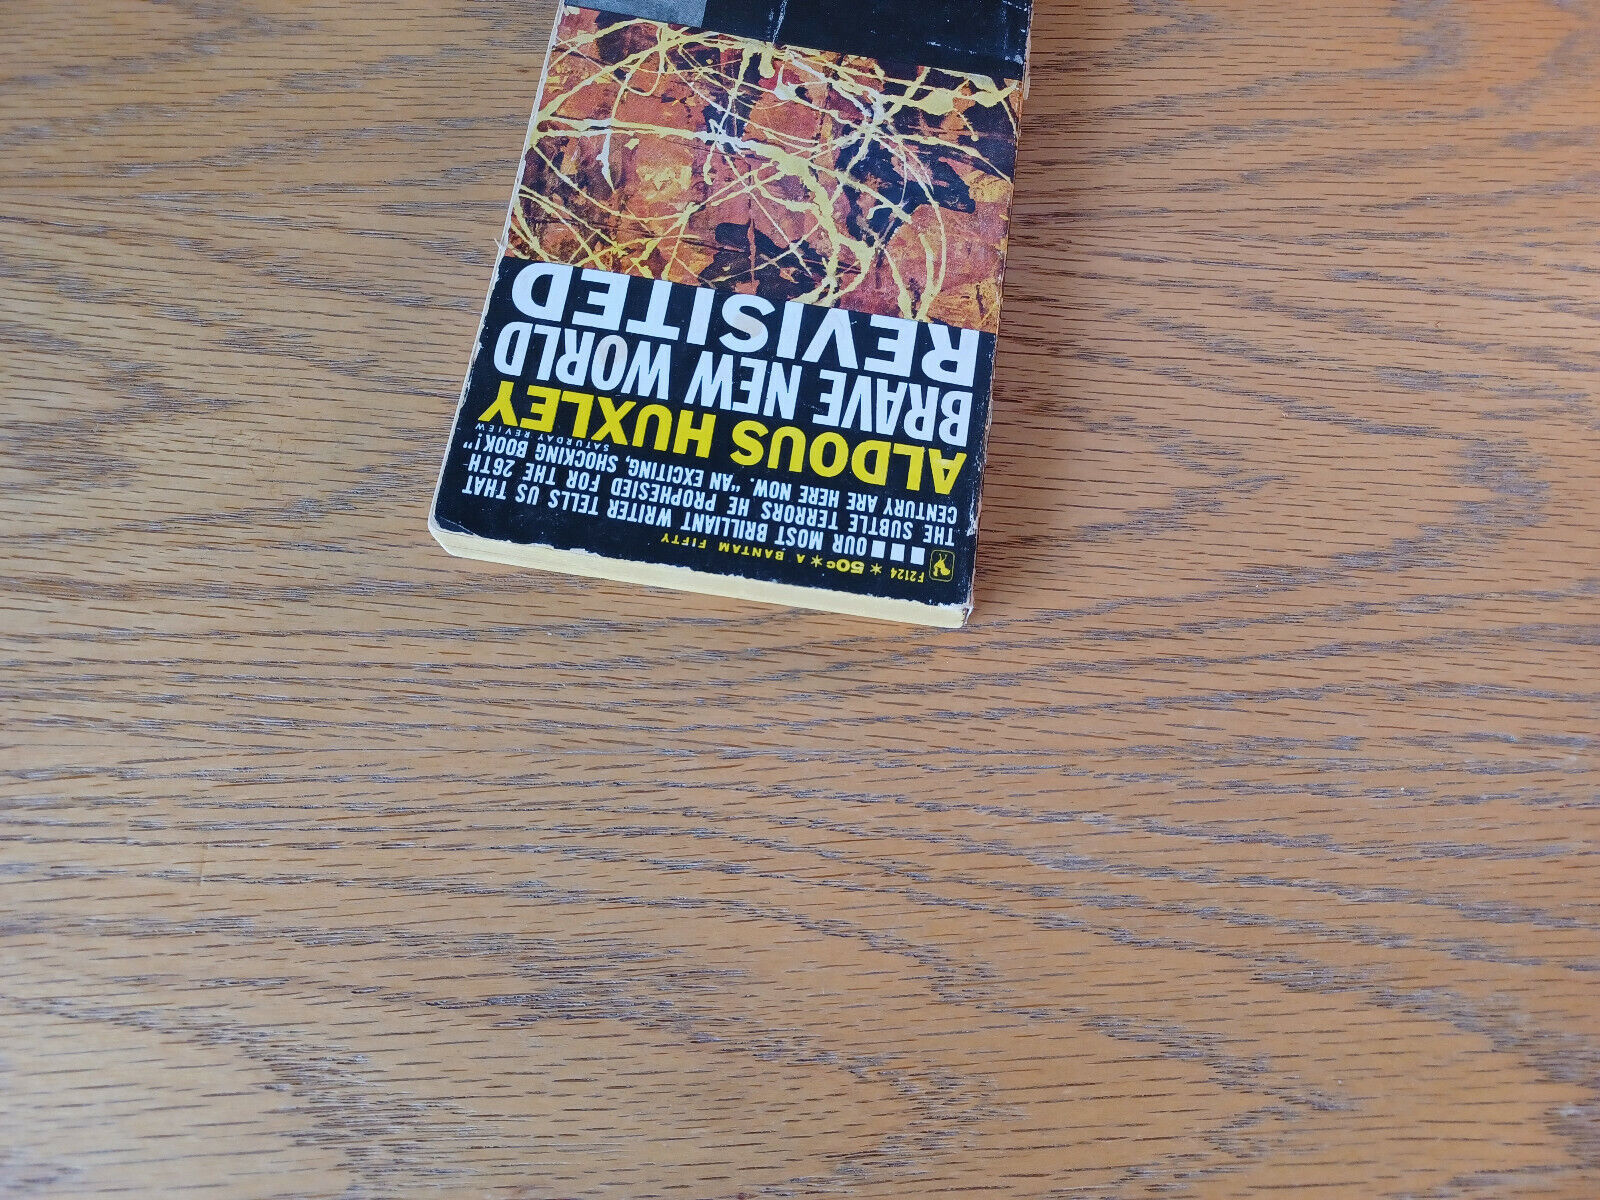 F2124 * 50c * A BANTAM FIFTY
OUR MOST BRILLIANT WRITER TELLS US THAT
THE SUBTLE TERRORS HE PROPHESIED FOR THE 26TH-
CENTURY ARE HERE NOW. "AN EXCITING, SHOCKING BOOK!"
SATURDAY REVIEW
ALDOUS HUXLEY
BRAVE NEW WORLD
REVISITED